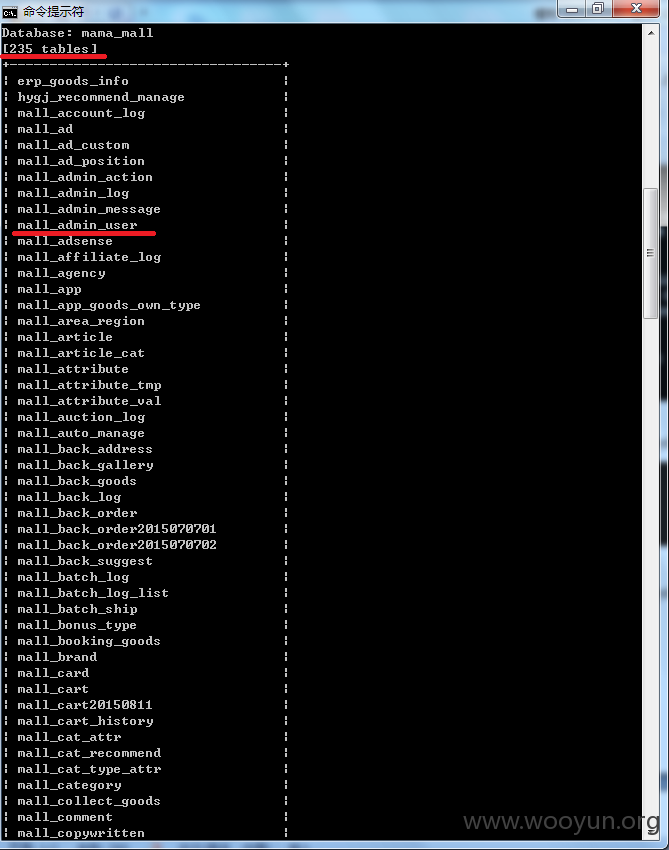 命令提示符
Database: mama_mall
[235 tables]
+-----------------------------------+
¦ erp_goods_info ¦
¦ hygj_recommend_manage ¦
¦ mall_account_log ¦
¦ mall_ad ¦
¦ mall_ad_custom ¦
¦ mall_ad_position ¦
¦ mall_admin_action ¦
¦ mall_admin_log ¦
¦ mall_admin_message ¦
¦ mall_admin_user ¦
¦ mall_adsense ¦
¦ mall_affiliate_log ¦
¦ mall_agency ¦
¦ mall_app ¦
¦ mall_app_goods_own_type ¦
¦ mall_area_region ¦
¦ mall_article ¦
¦ mall_article_cat ¦
¦ mall_attribute ¦
¦ mall_attribute_tmp ¦
¦ mall_attribute_val ¦
¦ mall_auction_log ¦
¦ mall_auto_manage ¦
¦ mall_back_address ¦
¦ mall_back_gallery ¦
¦ mall_back_goods ¦
¦ mall_back_log ¦
¦ mall_back_order ¦
¦ mall_back_order2015070701 ¦
¦ mall_back_order2015070702 ¦
¦ mall_back_suggest ¦
¦ mall_batch_log ¦
¦ mall_batch_log_list ¦
¦ mall_batch_ship ¦
¦ mall_bonus_type ¦
¦ mall_booking_goods ¦
¦ mall_brand ¦
¦ mall_card ¦
¦ mall_cart ¦
¦ mall_cart20150811 ¦
¦ mall_cart_history ¦
¦ mall_cat_attr ¦
¦ mall_cat_recommend ¦
¦ mall_cat_type_attr ¦
¦ mall_category ¦
¦ mall_collect_goods ¦
¦ mall_comment ¦
¦ mall_copywritten ¦
www.wooyun.org